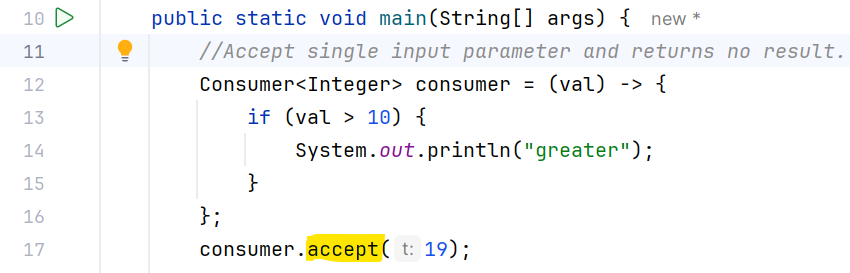 10 public static void main(String[] args) { new *
11 //Accept single input parameter and returns no result.
12 Consumer<Integer> consumer = (val) -> {
13 if (val > 10) {
14 System.out.println("greater");
15 }
16 };
17 consumer.accept( t: 19);